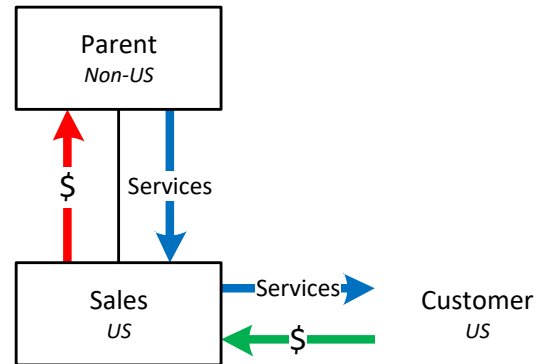 Parent
Non-US
$
Services
Sales
US
Services
$
Customer
US